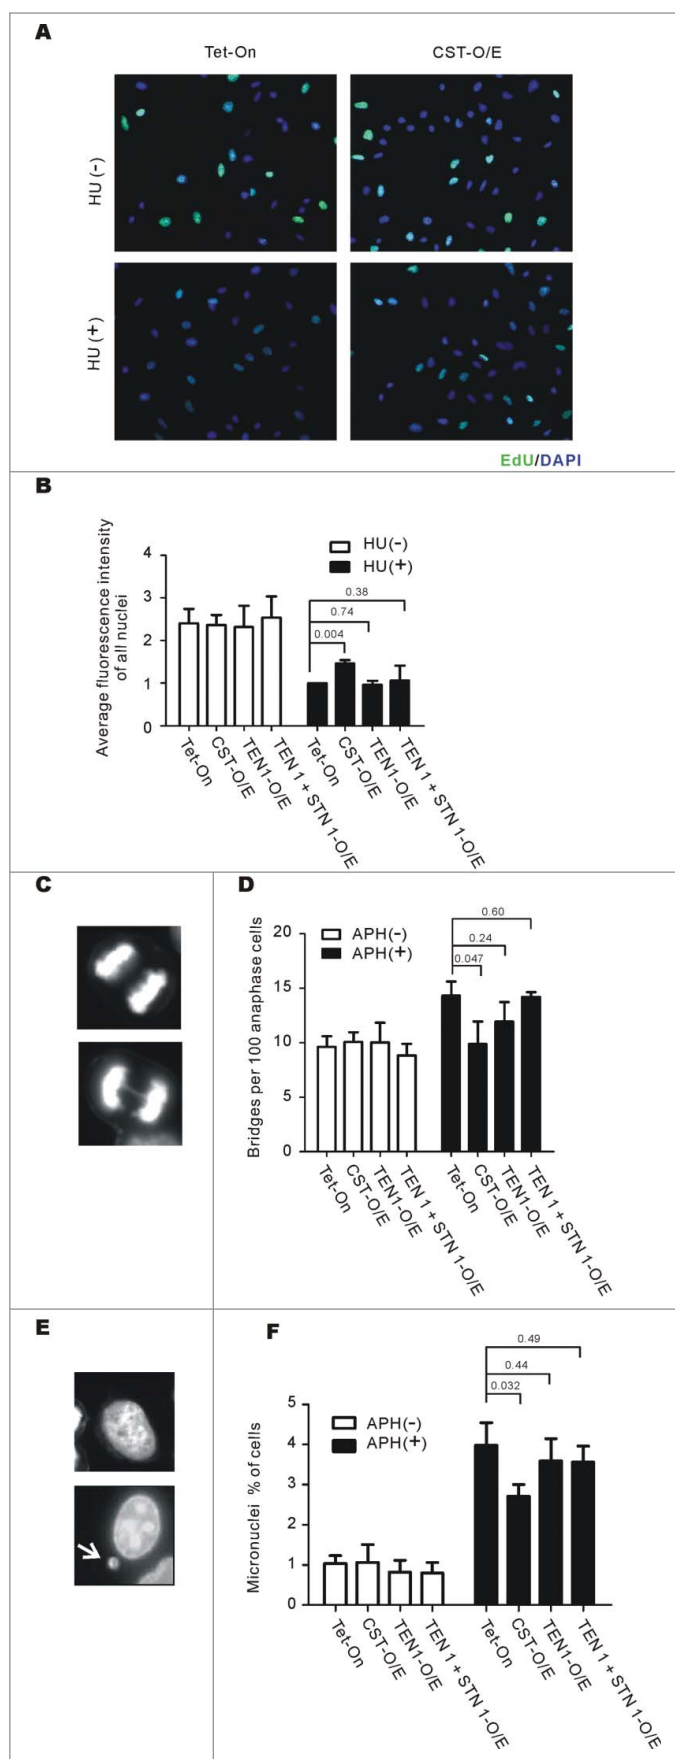 A
Tet-On
CST-O/E
HU (-)
HU (+)
EdU/DAPI
B
Average fluorescence intensity
of all nuclei
4
3
2
1
0
HU(-)
HU(+)
0.38
0.74
0.004
Tet-On
CST-O/E
TEN1-O/E
TEN 1 + STN 1-O/E
Tet-On
CST-O/E
TEN1-O/E
TEN 1 + STN 1-O/E
C
D
Bridges per 100 anaphase cells
20
15
10
5
0
APH(-)
APH(+)
0.60
0.24
0.047
Tet-On
CST-O/E
TEN1-O/E
TEN 1 + STN 1-O/E
Tet-On
CST-O/E
TEN1-O/E
TEN 1 + STN 1-O/E
E
F
Micronuclei % of cells
5
4
3
2
1
0
APH(-)
APH(+)
0.49
0.44
0.032
Tet-On
CST-O/E
TEN1-O/E
TEN 1 + STN 1-O/E
Tet-On
CST-O/E
TEN1-O/E
TEN 1 + STN 1-O/E